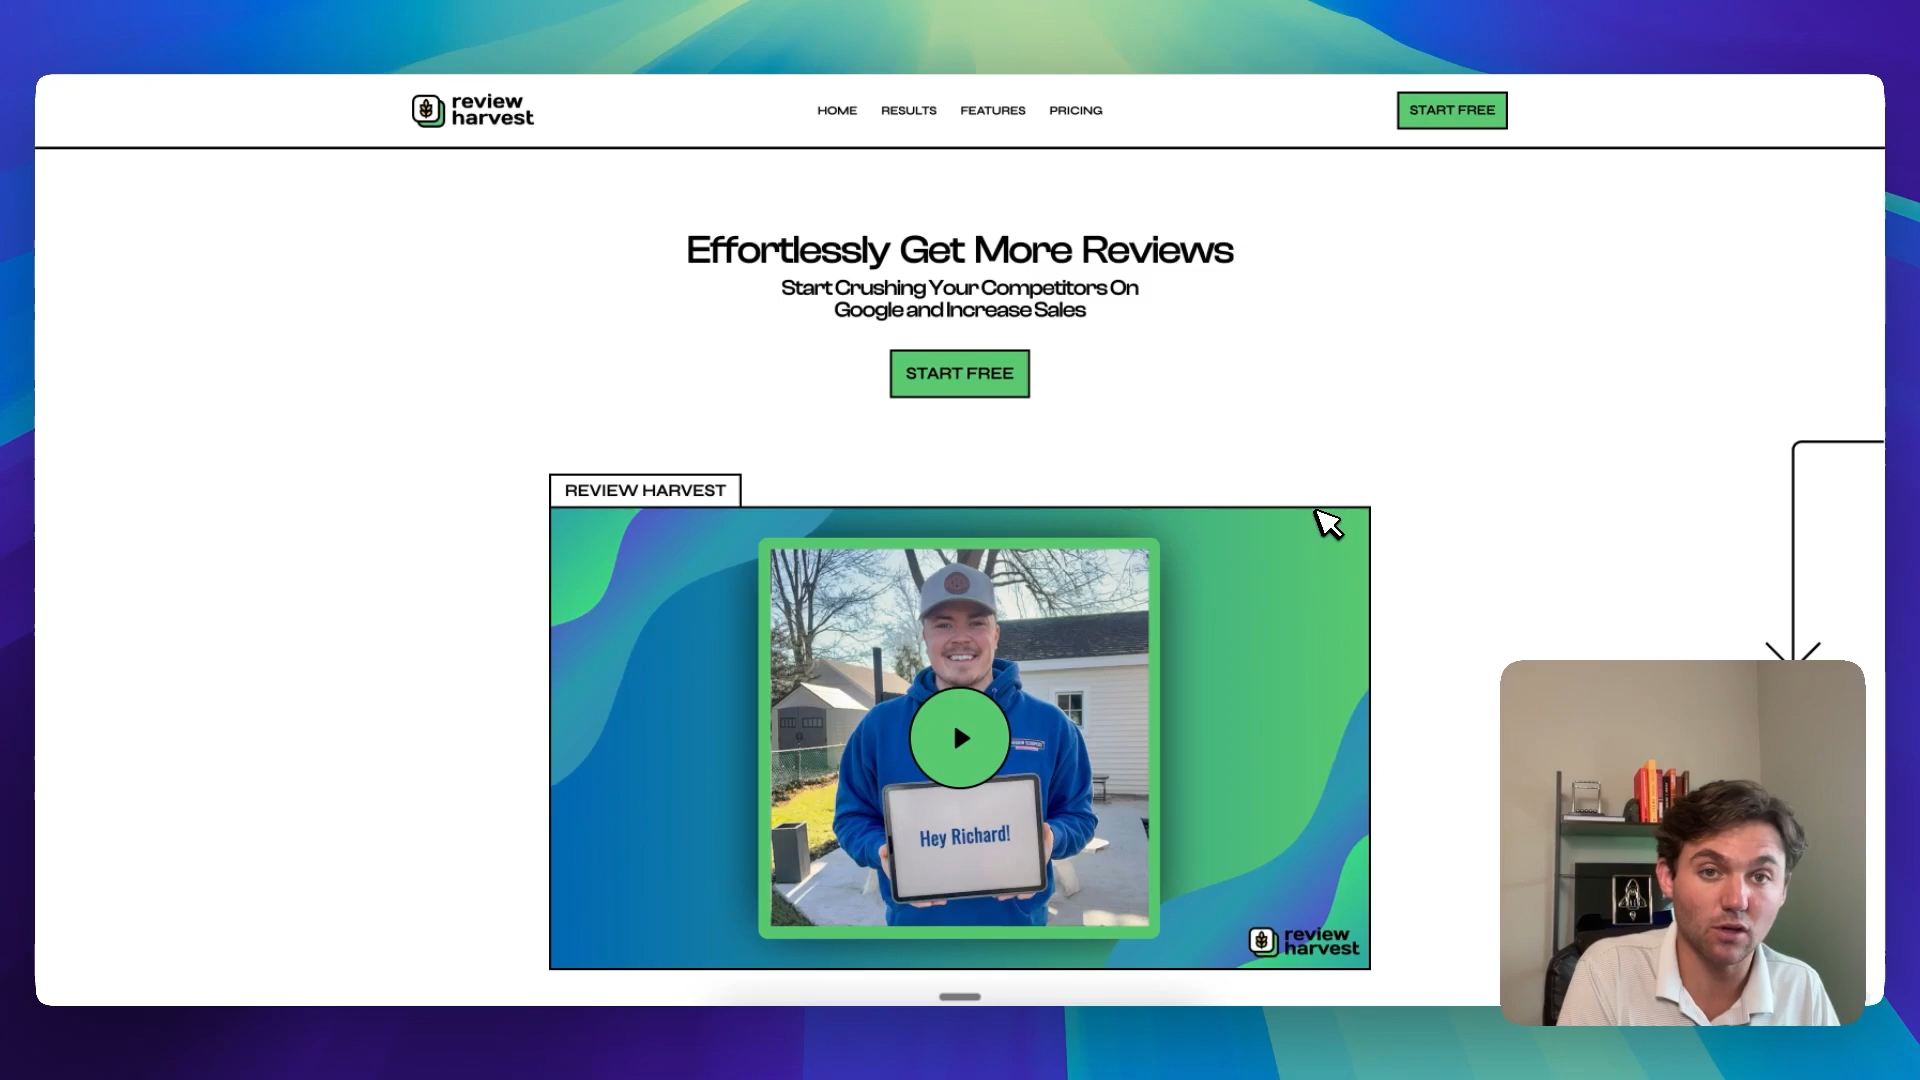 review
harvest
HOME
RESULTS
FEATURES
PRICING
START FREE
Effortlessly Get More Reviews
Start Crushing Your Competitors On
Google and Increase Sales
START FREE
REVIEW HARVEST
Hey Richard!
review
harvest